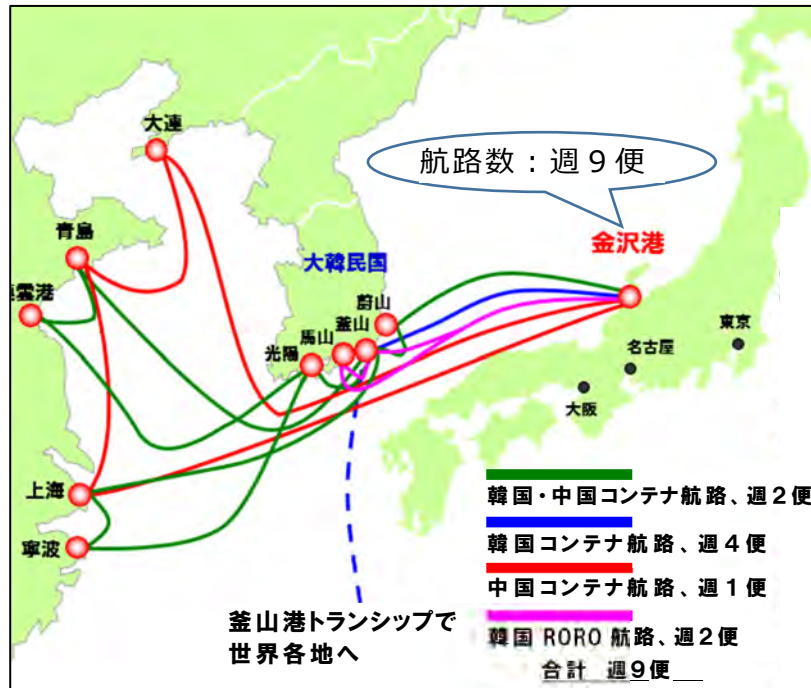 大連
航路数：週９便
青島
金沢港
大韓民国
雲港
蔚山
釜山
馬山
光陽
東京
名古屋
大阪
上海
寧波
韓国・中国コンテナ航路、週２便
韓国コンテナ航路、週４便
中国コンテナ航路、週１便
韓国 RORO 航路、週２便
合計 週９便
釜山港トランシップで
世界各地へ